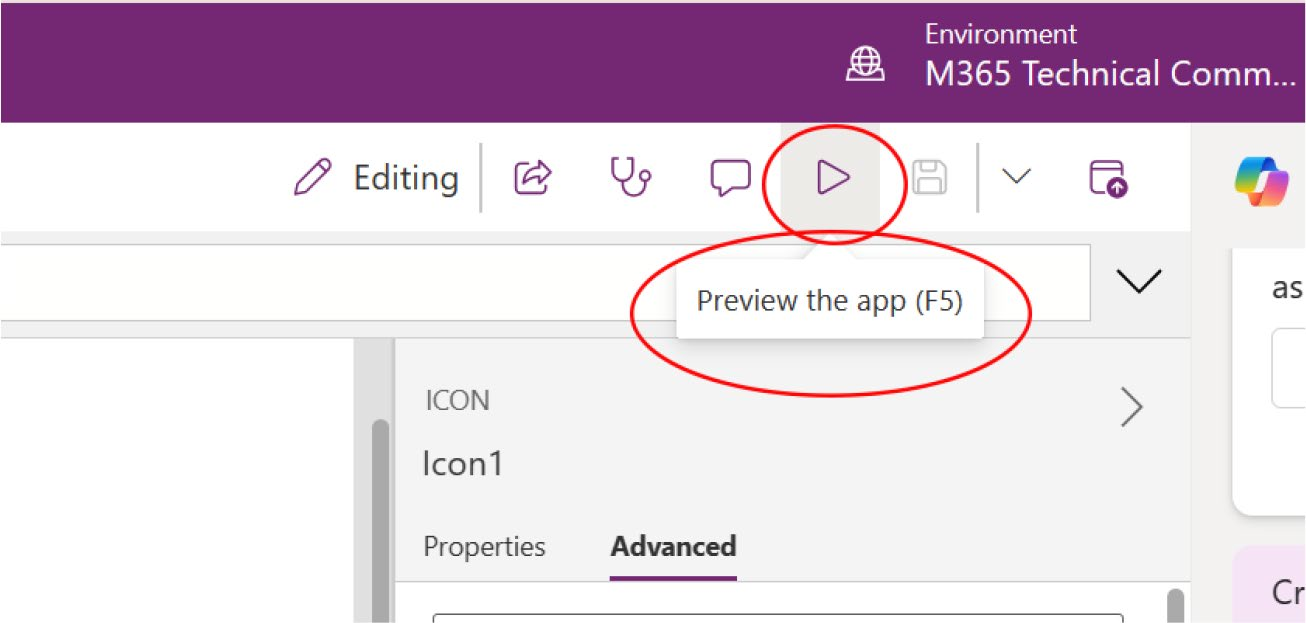 Environment
M365 Technical Comm...
Editing
Preview the app (F5)
as
ICON
Icon1
Properties Advanced
Cr